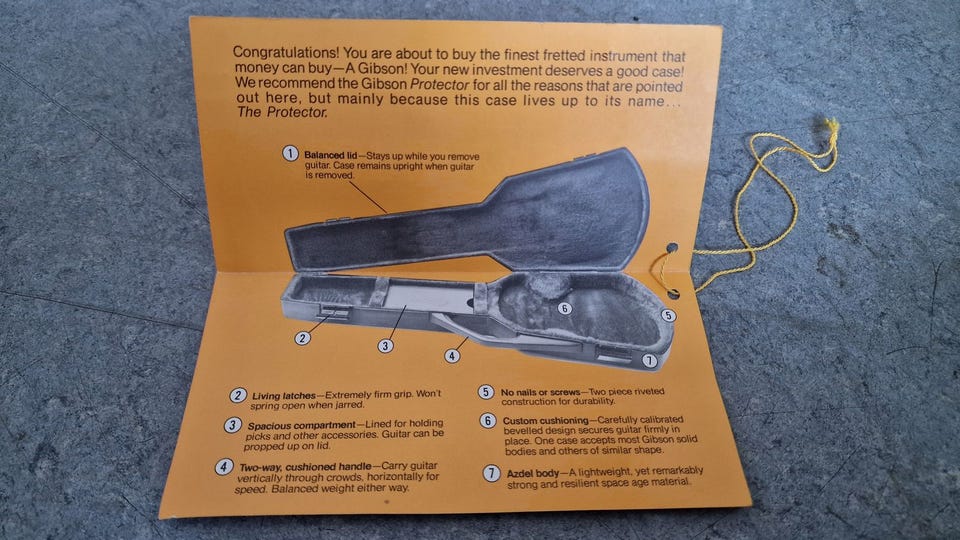 Congratulations! You are about to buy the finest fretted instrument that
money can buy—A Gibson! Your new investment deserves a good case!
We recommend the Gibson Protector for all the reasons that are pointed
out here, but mainly because this case lives up to its name...
The Protector.
1 Balanced lid—Stays up while you remove
guitar. Case remains upright when guitar
is removed.
2
3
4
5
6
7
2 Living latches—Extremely firm grip. Won't
spring open when jarred.
3 Spacious compartment—Lined for holding
picks and other accessories. Guitar can be
propped up on lid.
4 Two-way, cushioned handle—Carry guitar
vertically through crowds, horizontally for
speed. Balanced weight either way.
5 No nails or screws—Two piece riveted
construction for durability.
6 Custom cushioning—Carefully calibrated
bevelled design secures guitar firmly in
place. One case accepts most Gibson solid
bodies and others of similar shape.
7 Azdel body—A lightweight, yet remarkably
strong and resilient space age material.